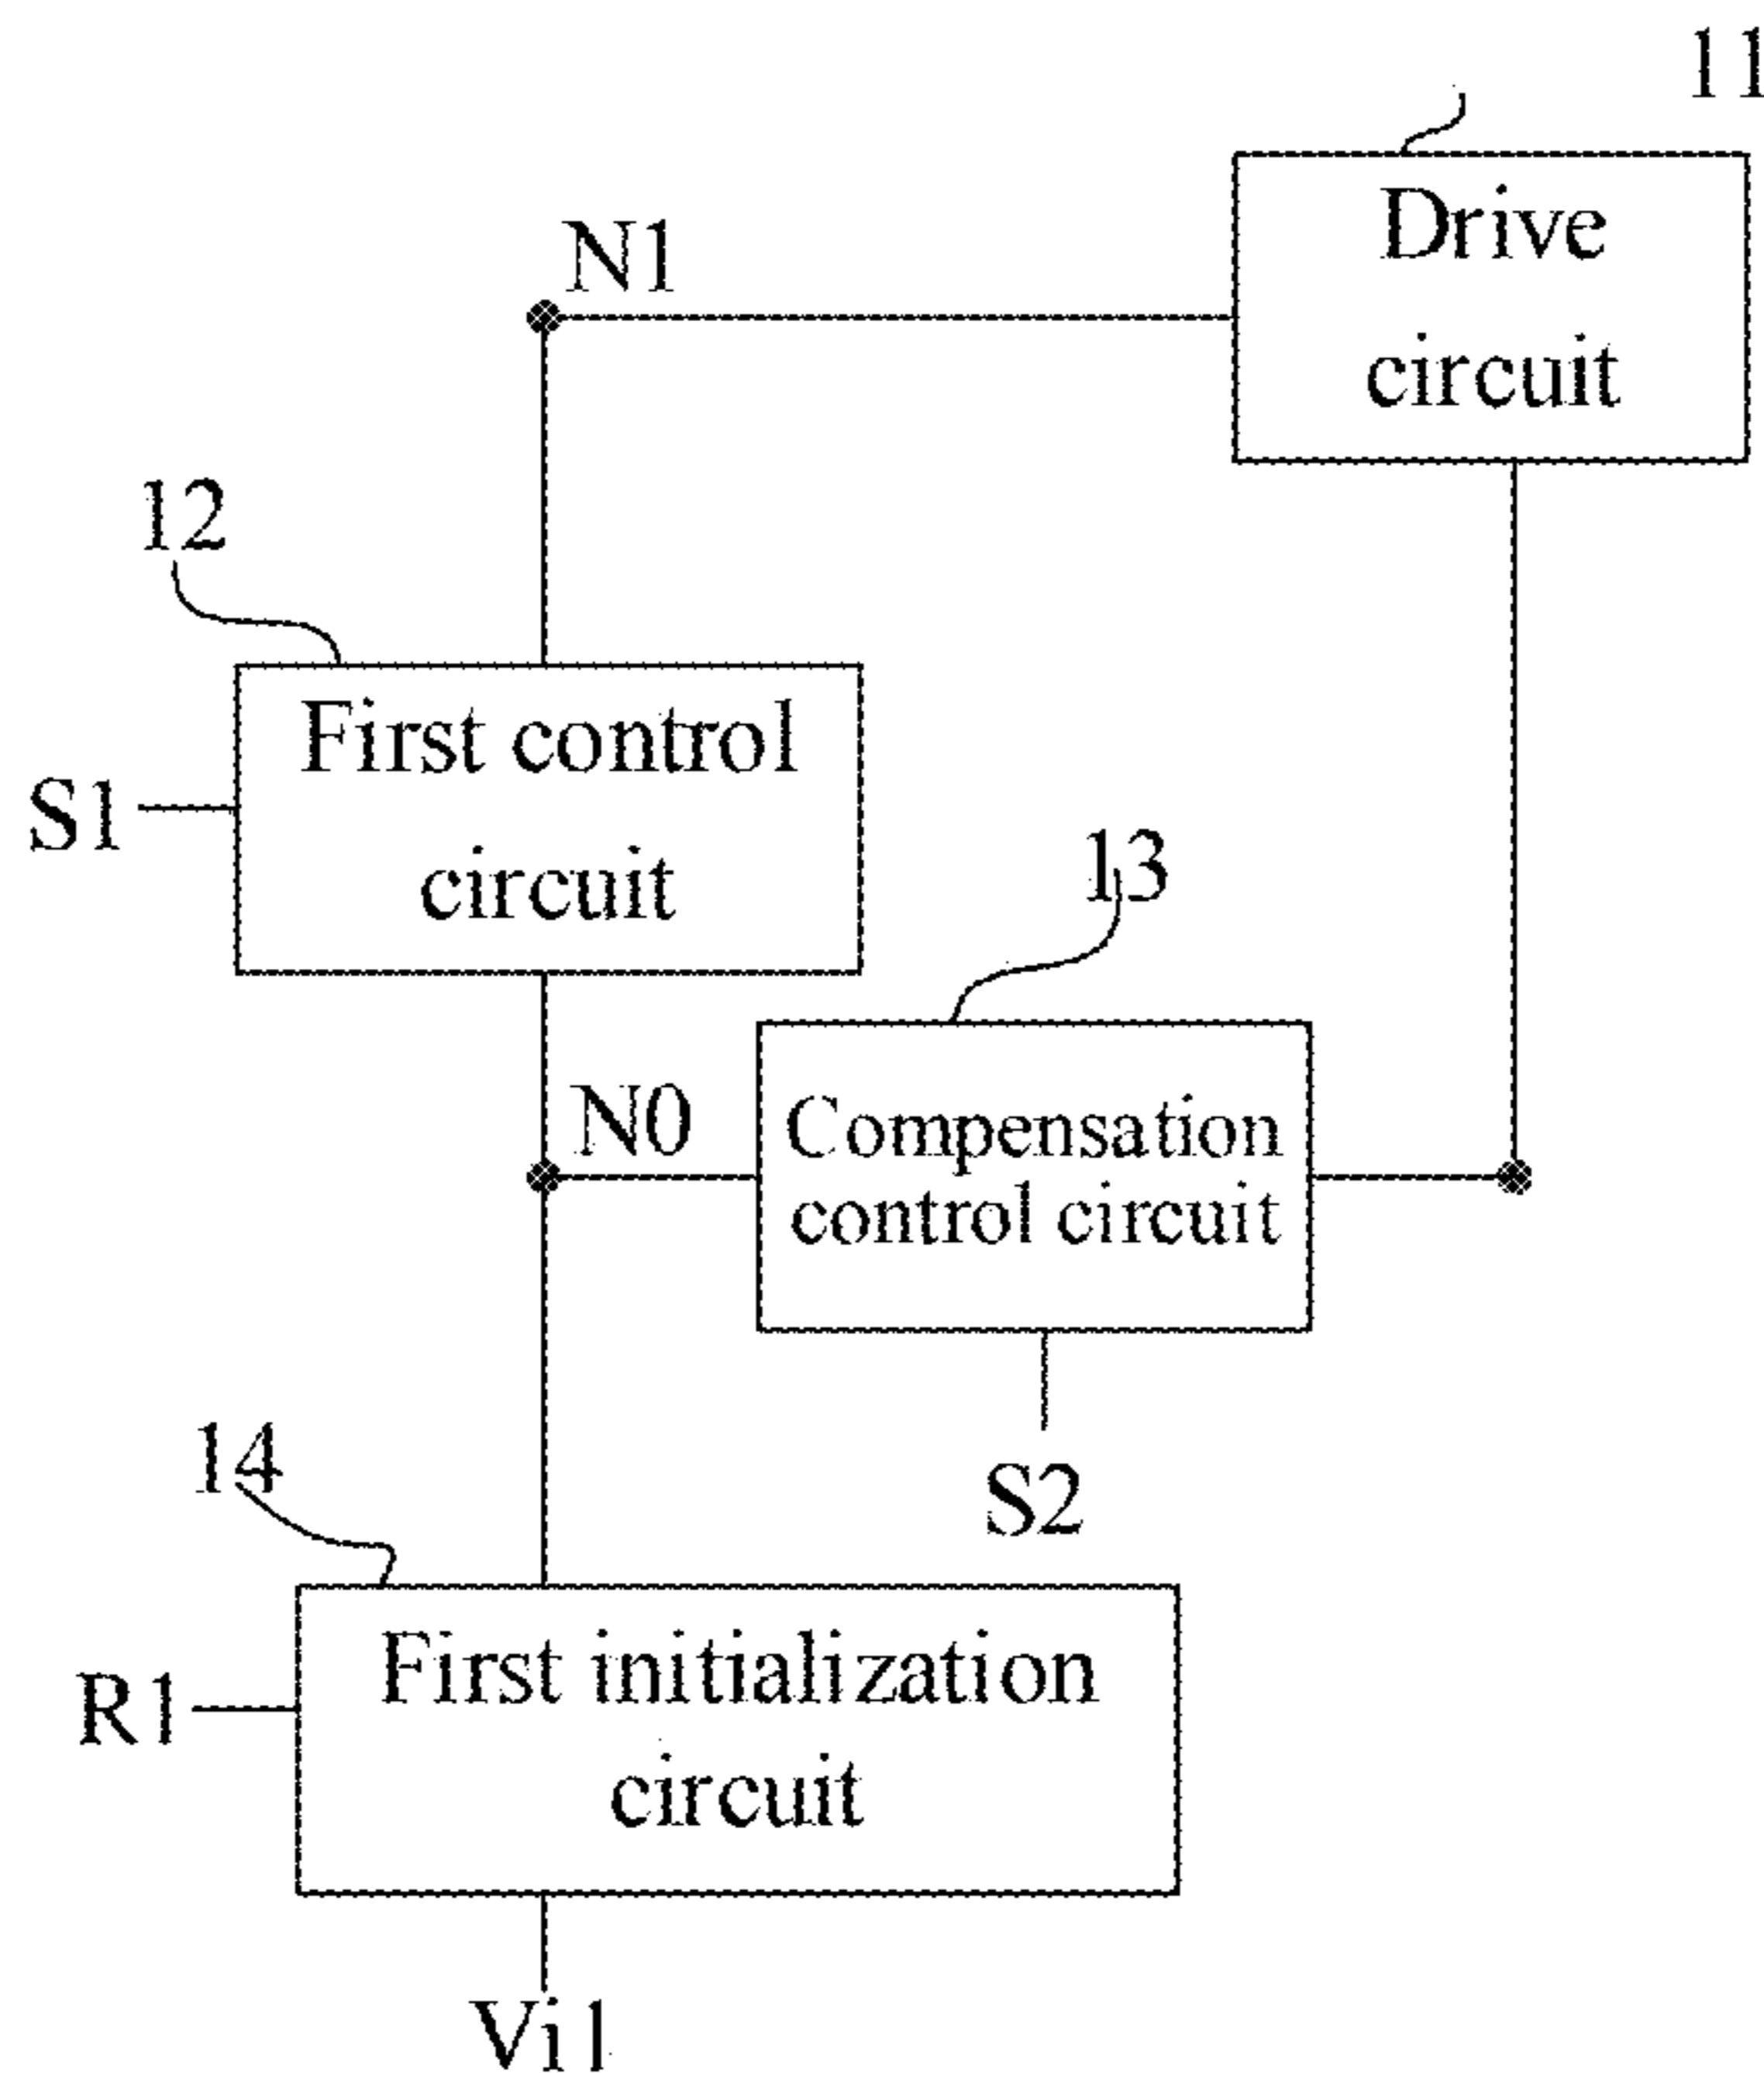 11
Drive
circuit
N1
12
First control
circuit
S1
13
N0
Compensation
control circuit
S2
14
First initialization
circuit
R1
Vi1